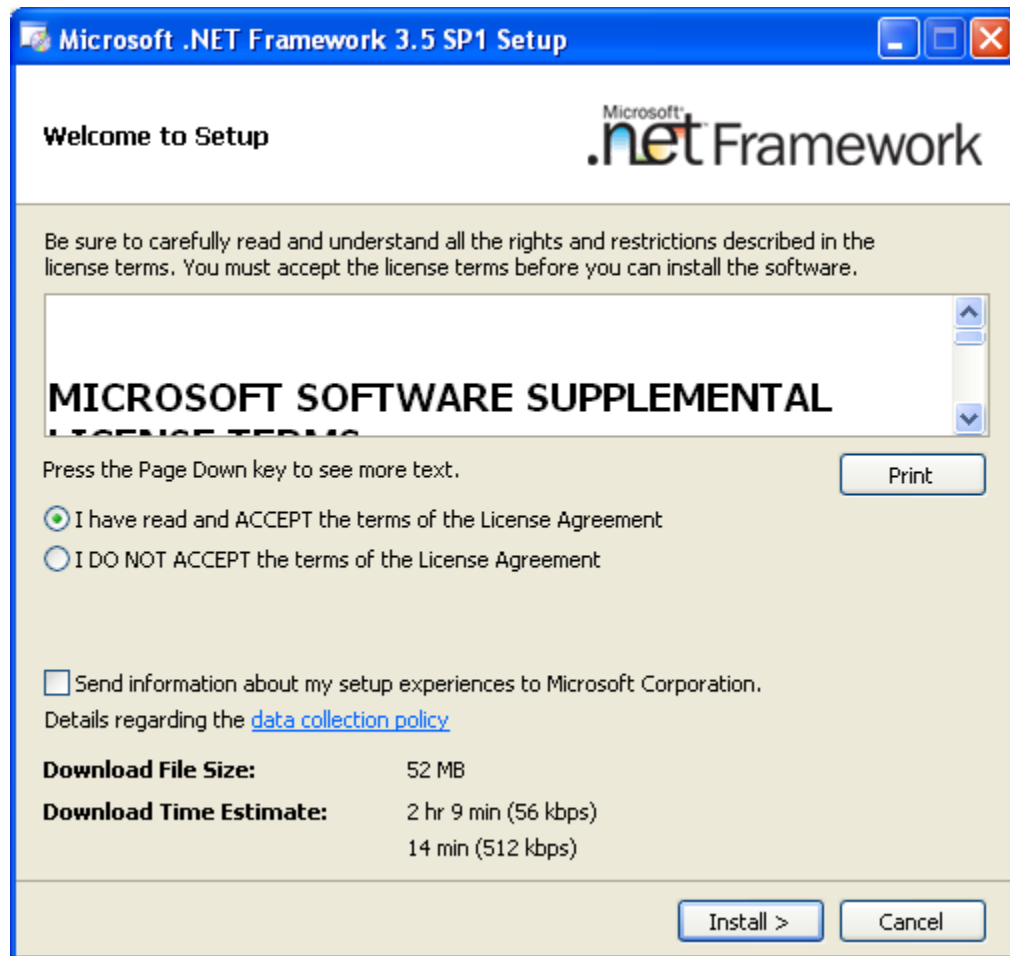 Microsoft .NET Framework 3.5 SP1 Setup
Welcome to Setup
Microsoft
.net Framework
Be sure to carefully read and understand all the rights and restrictions described in the
license terms. You must accept the license terms before you can install the software.
MICROSOFT SOFTWARE SUPPLEMENTAL
LICENSE TERMS
Press the Page Down key to see more text.
Print
I have read and ACCEPT the terms of the License Agreement
I DO NOT ACCEPT the terms of the License Agreement
Send information about my setup experiences to Microsoft Corporation.
Details regarding the data collection policy
Download File Size: 52 MB
Download Time Estimate: 2 hr 9 min (56 kbps)
14 min (512 kbps)
Install > Cancel